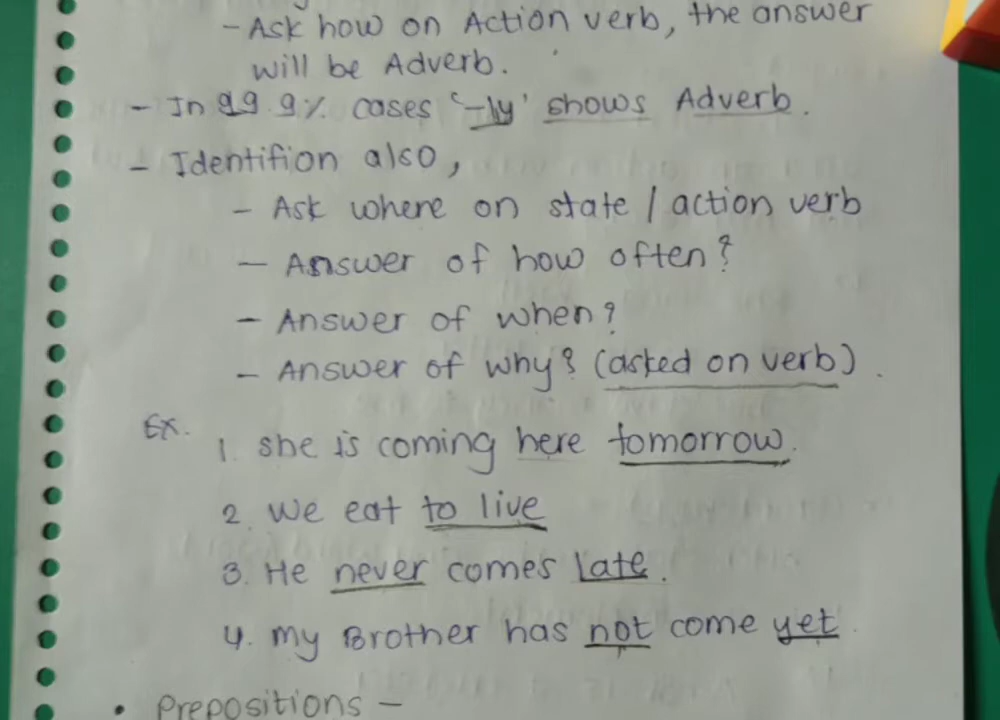 - Ask how on Action verb, the answer
will be Adverb.
- In 99.9% cases '-ly' shows Adverb.
- Identifion also,
- Ask where on state / action verb
- Answer of how often?
- Answer of when?
- Answer of why? (asked on verb).
Ex. 1. she is coming here tomorrow.
2. We eat to live
3. He never comes late.
4. my Brother has not come yet.
• Prepositions -